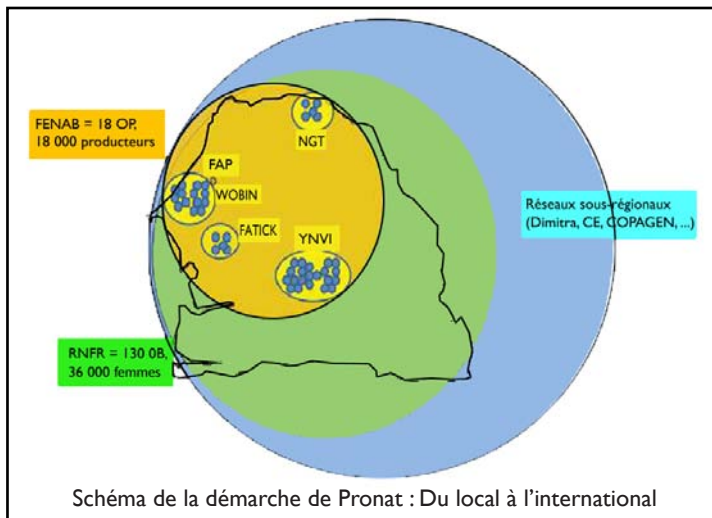 FENAB = 18 OP,
18 000 producteurs
NGT
FAP
WOBIN
FATICK
YNVI
Réseaux sous-régionaux
(Dimitra, CE, COPAGEN, ...)
RNFR = 130 0B,
36 000 femmes
Schéma de la démarche de Pronat : Du local à l'international